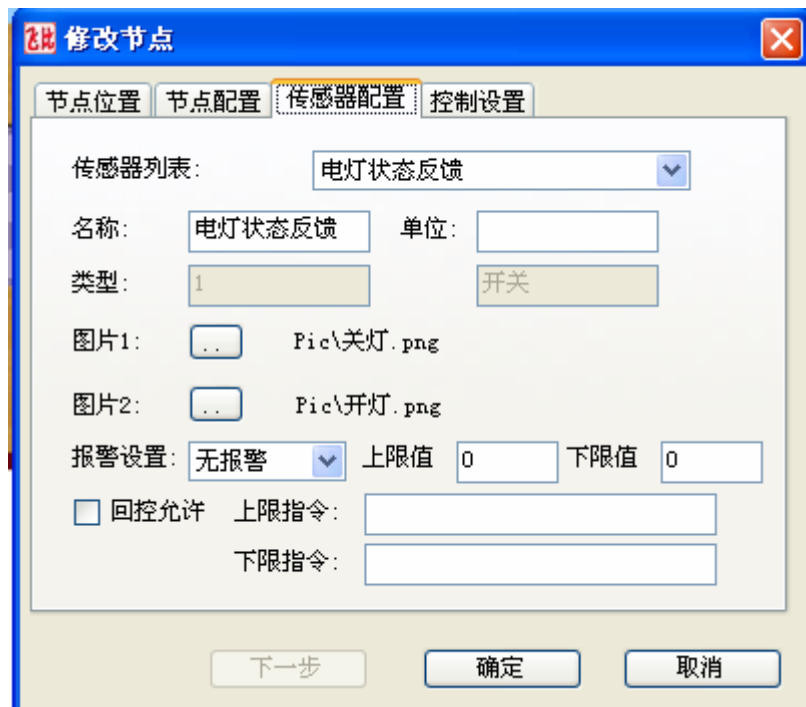 飞比 修改节点
节点位置 节点配置 传感器配置 控制设置
传感器列表: 电灯状态反馈
名称: 电灯状态反馈 单位:
类型: 1 开关
图片1: .. Pic\关灯.png
图片2: .. Pic\开灯.png
报警设置: 无报警 上限值 0 下限值 0
回控允许 上限指令:
下限指令:
下一步 确定 取消